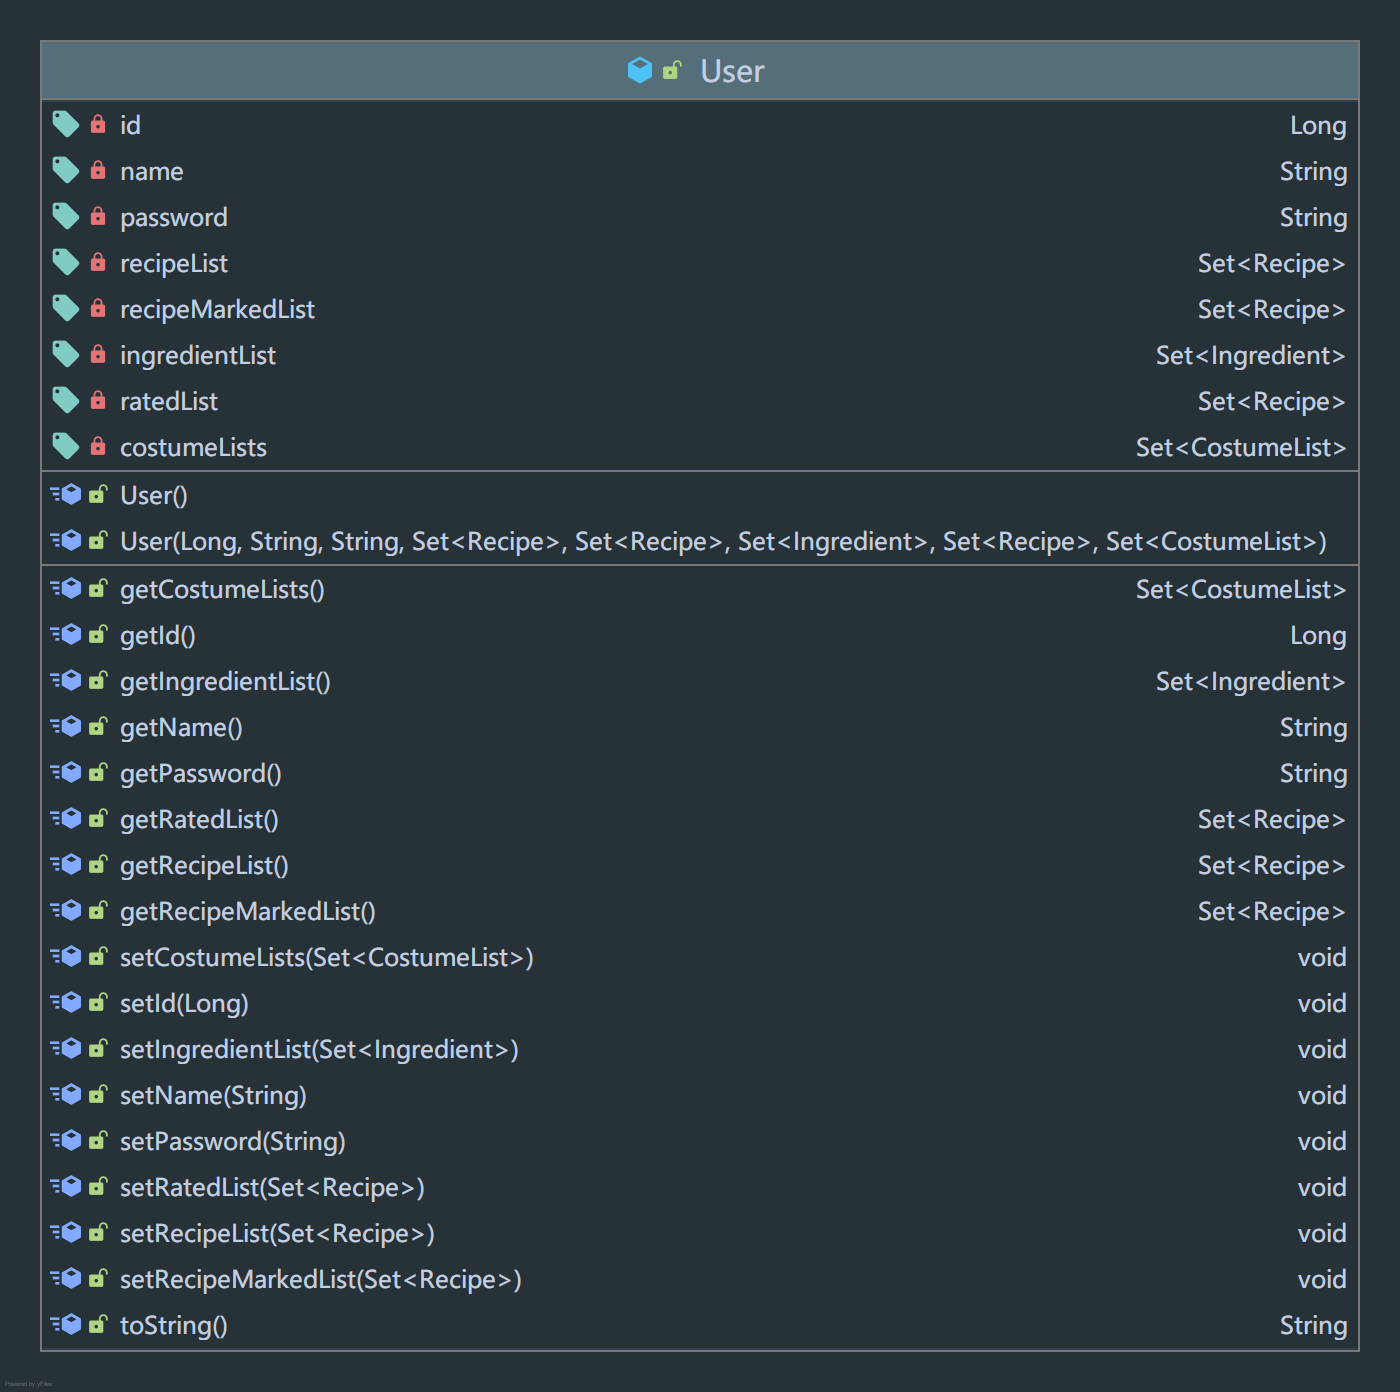 User
id Long
name String
password String
recipeList Set<Recipe>
recipeMarkedList Set<Recipe>
ingredientList Set<Ingredient>
ratedList Set<Recipe>
costumeLists Set<CostumeList>
User()
User(Long, String, String, Set<Recipe>, Set<Recipe>, Set<Ingredient>, Set<Recipe>, Set<CostumeList>)
getCostumeLists() Set<CostumeList>
getId() Long
getIngredientList() Set<Ingredient>
getName() String
getPassword() String
getRatedList() Set<Recipe>
getRecipeList() Set<Recipe>
getRecipeMarkedList() Set<Recipe>
setCostumeLists(Set<CostumeList>) void
setId(Long) void
setIngredientList(Set<Ingredient>) void
setName(String) void
setPassword(String) void
setRatedList(Set<Recipe>) void
setRecipeList(Set<Recipe>) void
setRecipeMarkedList(Set<Recipe>) void
toString() String
Powered by yFiles